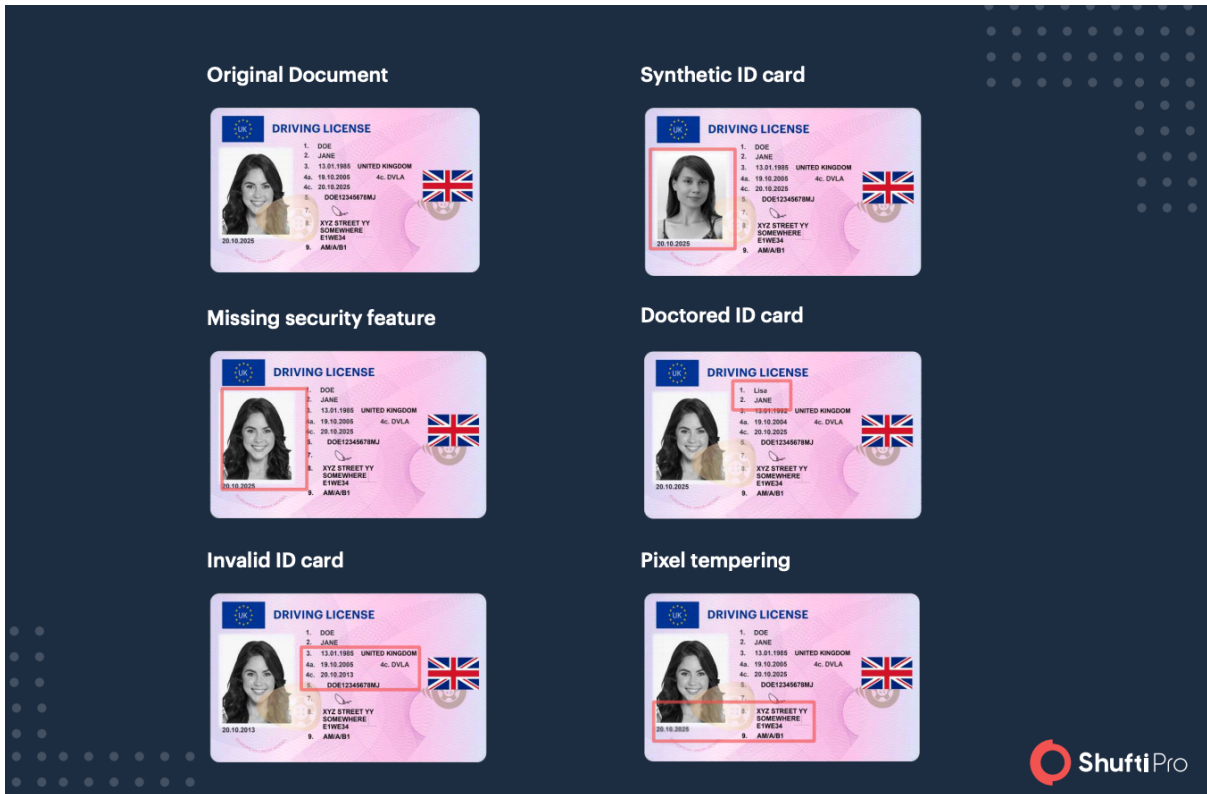 Original Document
UK DRIVING LICENSE
1. DOE
2. JANE
3. 13.01.1985 UNITED KINGDOM
4a. 19.10.2005 4c. DVLA
4c. 20.10.2025
5. DOE12345678MJ
7.
8. XYZ STREET YY
SOMEWHERE
E1WE34
20.10.2025
9. AM/A/B1
Synthetic ID card
UK DRIVING LICENSE
1. DOE
2. JANE
3. 13.01.1985 UNITED KINGDOM
4a. 19.10.2005 4c. DVLA
4c. 20.10.2025
5. DOE12345678MJ
7.
8. XYZ STREET YY
SOMEWHERE
E1WE34
20.10.2025
9. AM/A/B1
Missing security feature
UK DRIVING LICENSE
1. DOE
2. JANE
3. 13.01.1985 UNITED KINGDOM
4a. 19.10.2005 4c. DVLA
4c. 20.10.2025
5. DOE12345678MJ
7.
8. XYZ STREET YY
SOMEWHERE
E1WE34
20.10.2025
9. AM/A/B1
Doctored ID card
UK DRIVING LICENSE
1. Lisa
2. JANE
3. 13.01.1992 UNITED KINGDOM
4a. 19.10.2004 4c. DVLA
4c. 20.10.2025
5. DOE12345678MJ
7.
8. XYZ STREET YY
SOMEWHERE
E1WE34
20.10.2025
9. AM/A/B1
Invalid ID card
UK DRIVING LICENSE
1. DOE
2. JANE
3. 13.01.1985 UNITED KINGDOM
4a. 19.10.2005 4c. DVLA
4c. 20.10.2013
5. DOE12345678MJ
7.
8. XYZ STREET YY
SOMEWHERE
E1WE34
20.10.2013
9. AM/A/B1
Pixel tempering
UK DRIVING LICENSE
1. DOE
2. JANE
3. 13.01.1985 UNITED KINGDOM
4a. 19.10.2005 4c. DVLA
4c. 20.10.2025
5. DOE12345678MJ
7.
8. XYZ STREET YY
SOMEWHERE
E1WE34
20.10.2025
9. AM/A/B1
ShuftiPro